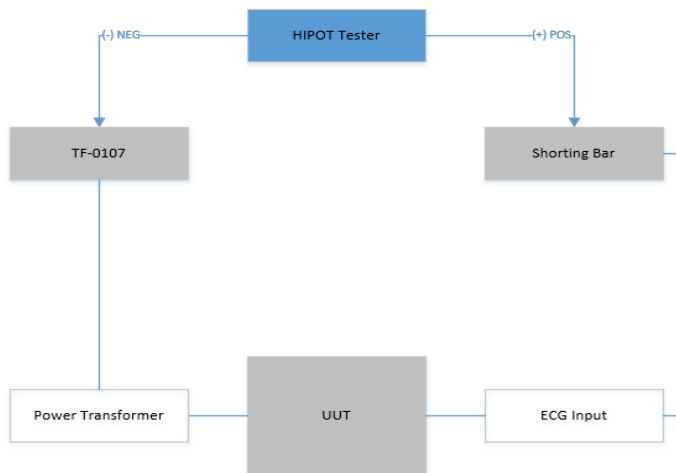 (-) NEG
HIPOT Tester
(+) POS
TF-0107
Shorting Bar
Power Transformer
UUT
ECG Input